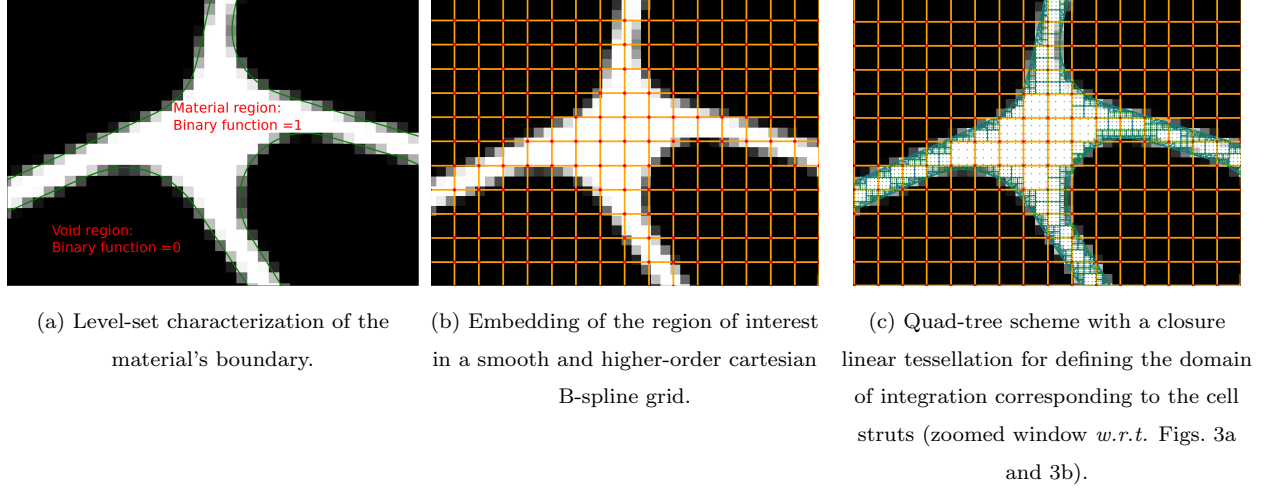 Material region:
Binary function =1
Void region:
Binary function =0
(a) Level-set characterization of the
material's boundary.
(b) Embedding of the region of interest
in a smooth and higher-order cartesian
B-spline grid.
(c) Quad-tree scheme with a closure
linear tessellation for defining the domain
of integration corresponding to the cell
struts (zoomed window w.r.t. Figs. 3a
and 3b).